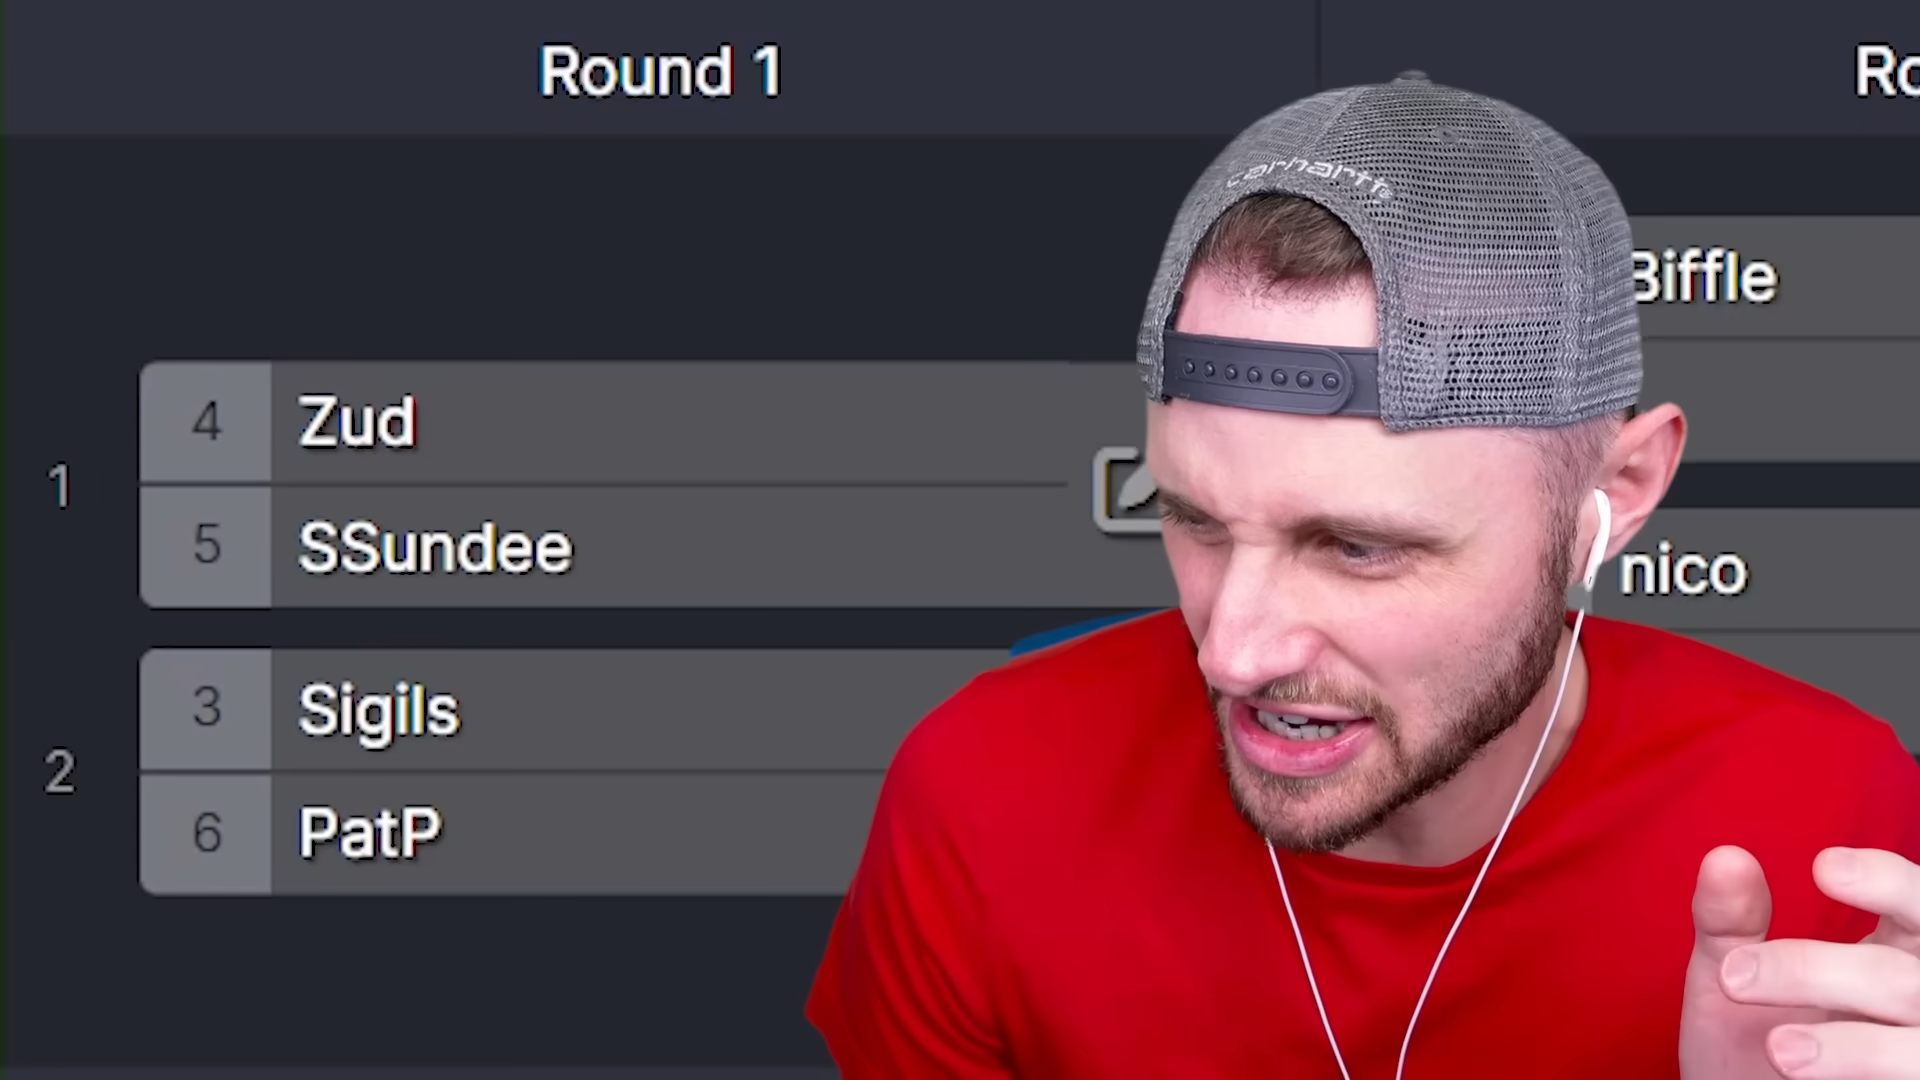 Round 1
Ro
carhartt
Biffle
1
4 Zud
5 SSundee
nico
2
3 Sigils
6 PatP